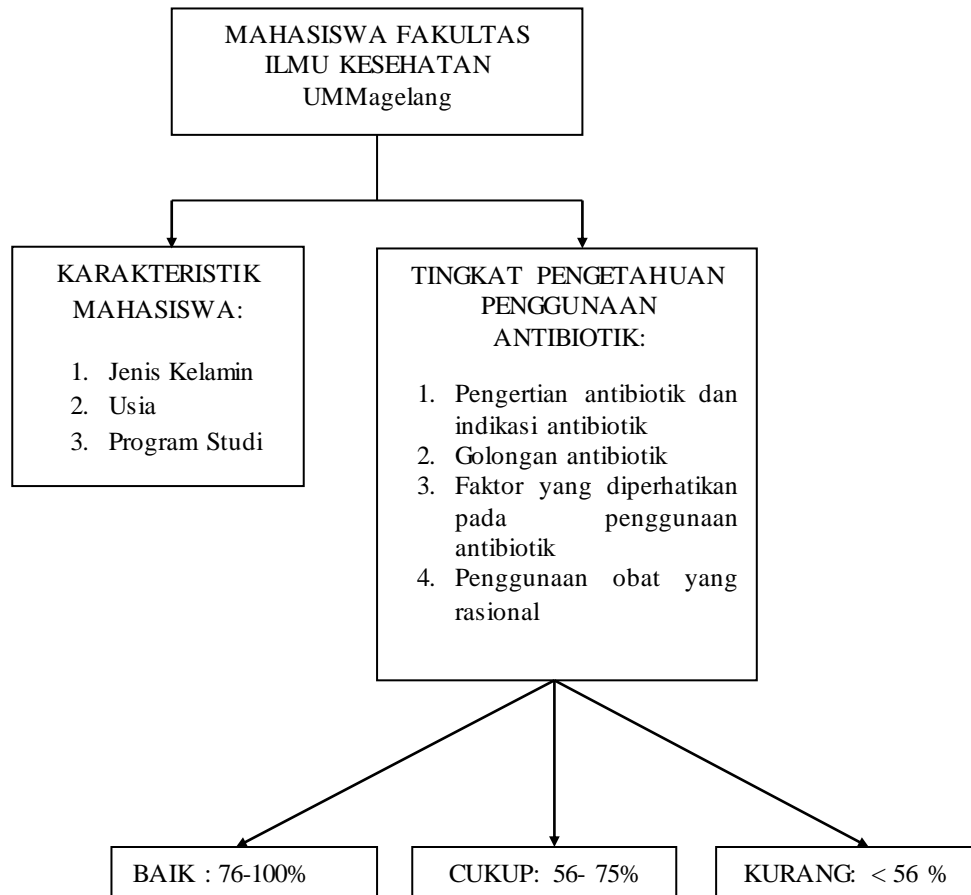 MAHASISWA FAKULTAS
ILMU KESEHATAN
UMMagelang
KARAKTERISTIK
MAHASISWA:
1. Jenis Kelamin
2. Usia
3. Program Studi
TINGKAT PENGETAHUAN
PENGGUNAAN
ANTIBIOTIK:
1. Pengertian antibiotik dan
indikasi antibiotik
2. Golongan antibiotik
3. Faktor yang diperhatikan
pada penggunaan
antibiotik
4. Penggunaan obat yang
rasional
BAIK : 76-100%
CUKUP: 56- 75%
KURANG: < 56 %